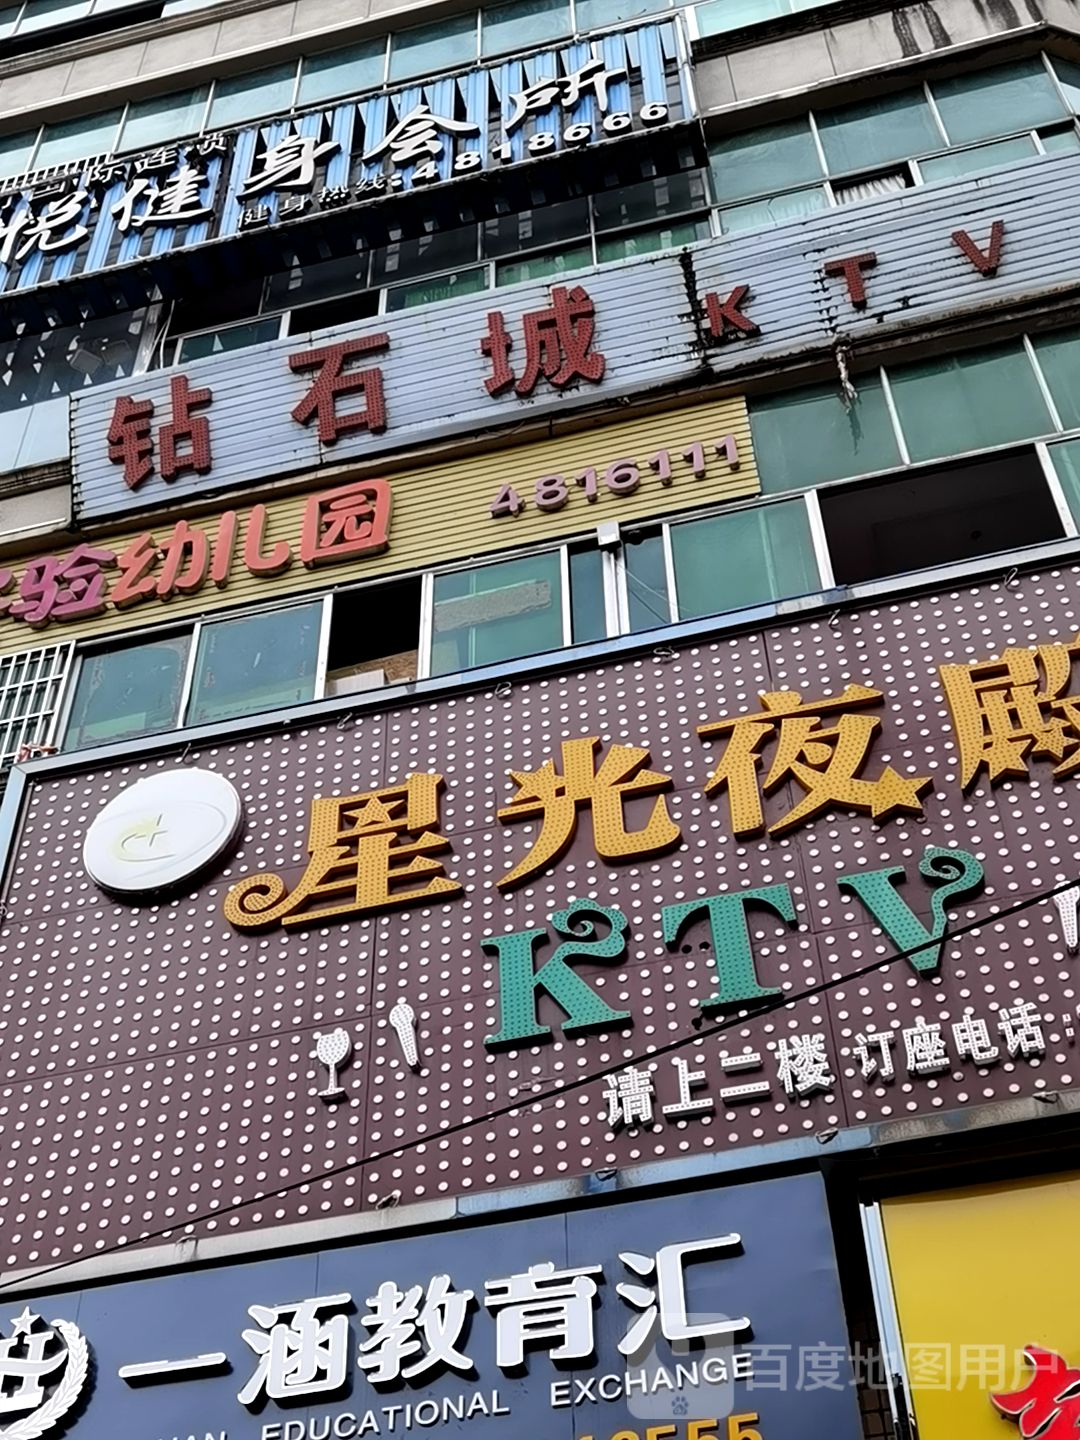 国际连锁
悦健身会所
健身热线:4818666
钻石城KTV
验幼儿园 4816111
星光夜殿
KTV
请上二楼 订座电话:
一涵教育汇
EDUCATIONAL EXCHANGE
百度地图用户